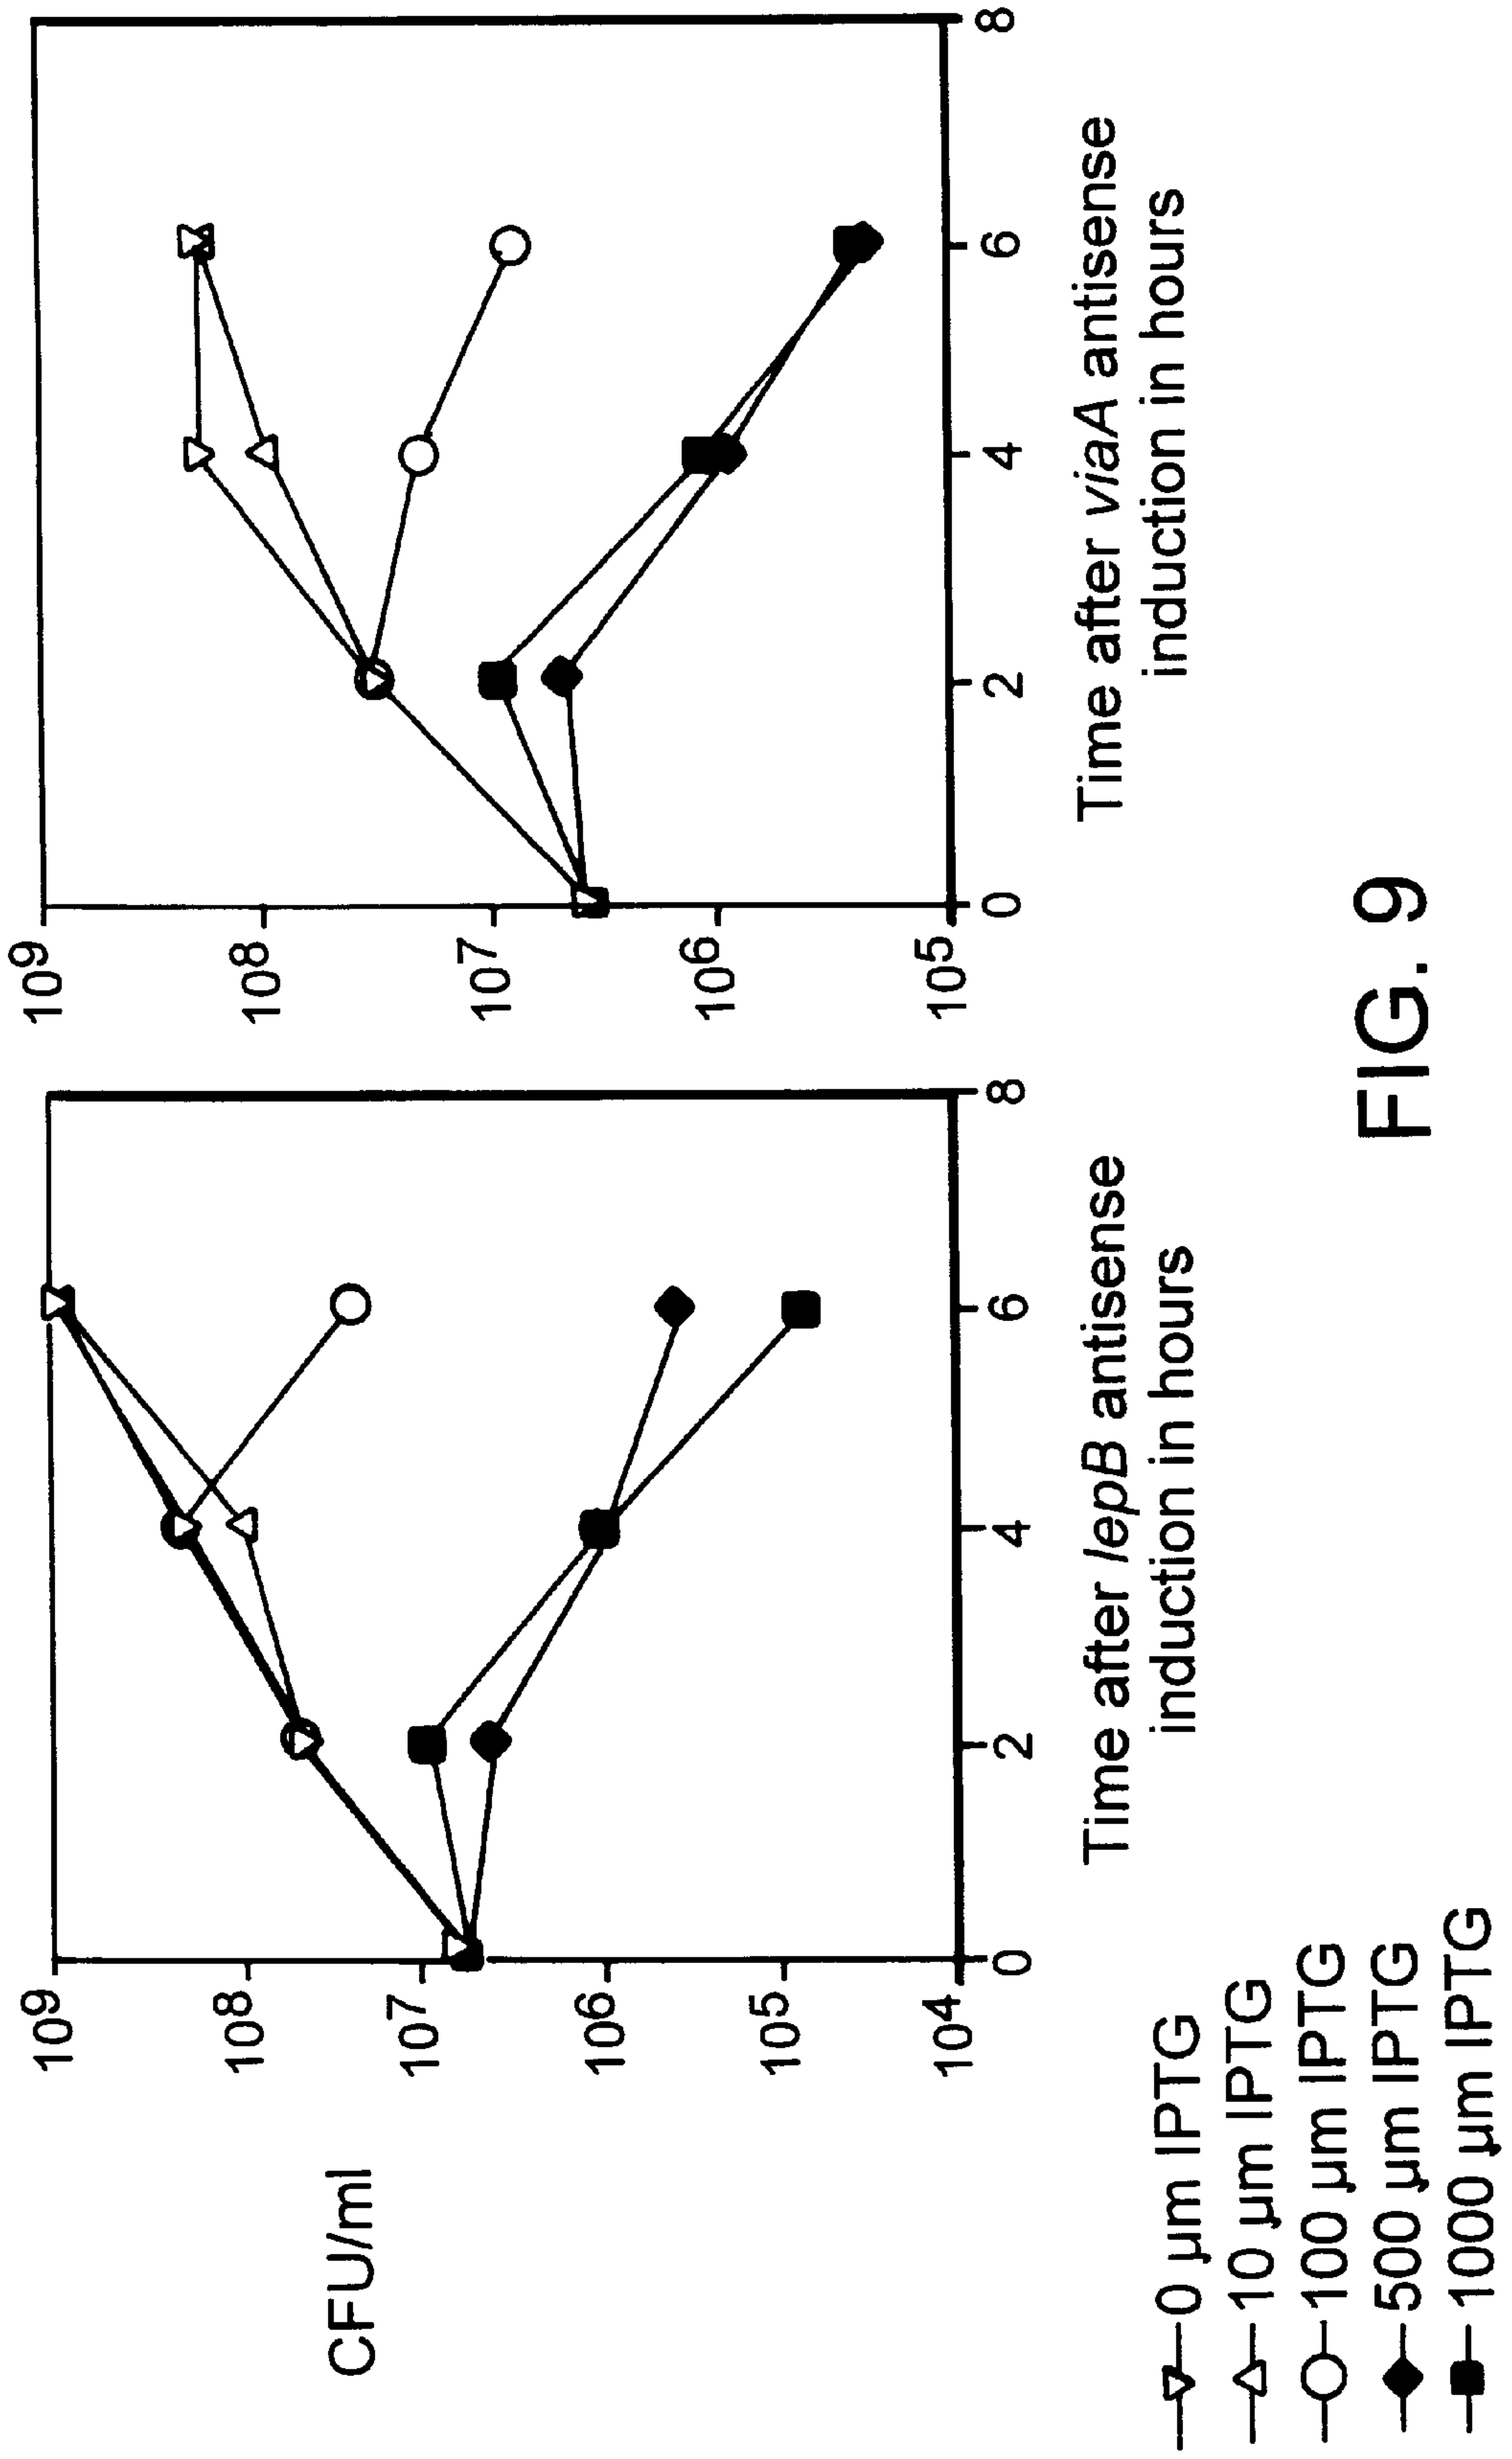 CFU/ml
10⁹
10⁸
10⁷
10⁶
10⁵
10⁴
0
2
4
6
8
Time after lepB antisense
induction in hours
10⁹
10⁸
10⁷
10⁶
10⁵
0
2
4
6
8
Time after viaA antisense
induction in hours
0 µm IPTG
10 µm IPTG
100 µm IPTG
500 µm IPTG
1000 µm IPTG
FIG. 9